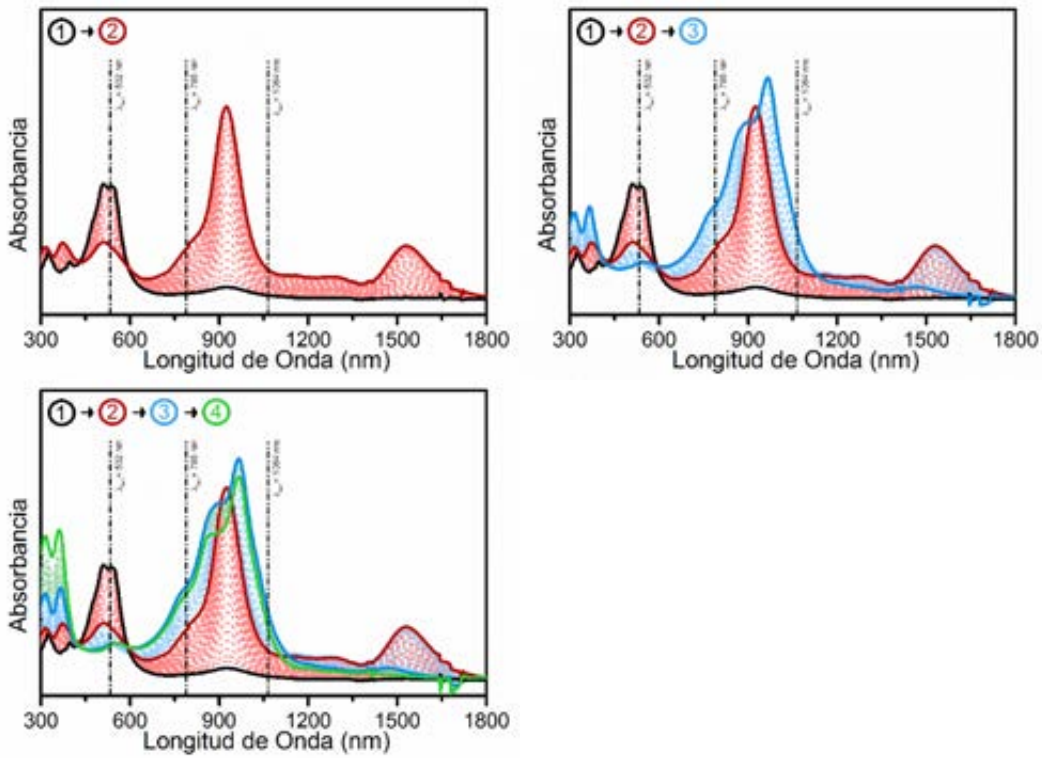 1 → 2
Absorbancia
300 600 900 1200 1500 1800
Longitud de Onda (nm)
1 → 2 → 3
Absorbancia
300 600 900 1200 1500 1800
Longitud de Onda (nm)
1 → 2 → 3 → 4
Absorbancia
300 600 900 1200 1500 1800
Longitud de Onda (nm)